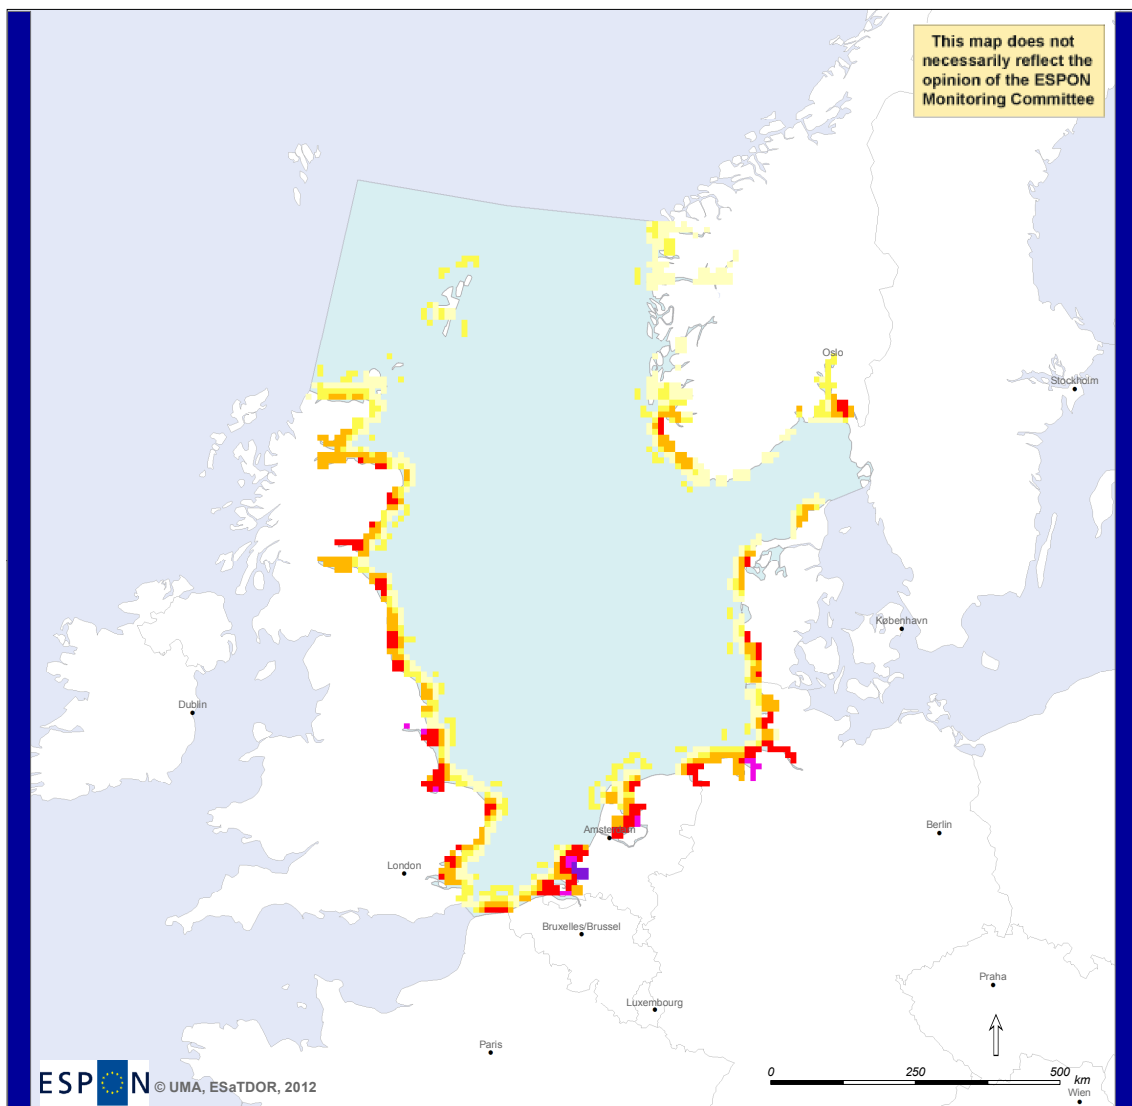 This map does not
necessarily reflect the
opinion of the ESPON
Monitoring Committee
Oslo
Stockholm
København
Dublin
Berlin
Amsterdam
London
Bruxelles/Brussel
Praha
Luxembourg
Paris
0 250 500 km
Wien
ESPON © UMA, ESaTDOR, 2012